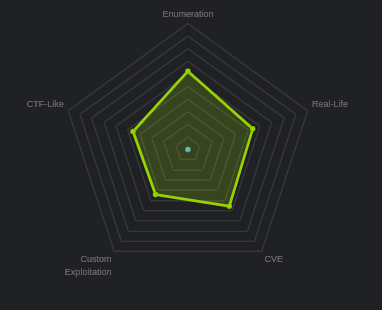 Enumeration
CTF-Like
Real-Life
Custom
Exploitation
CVE